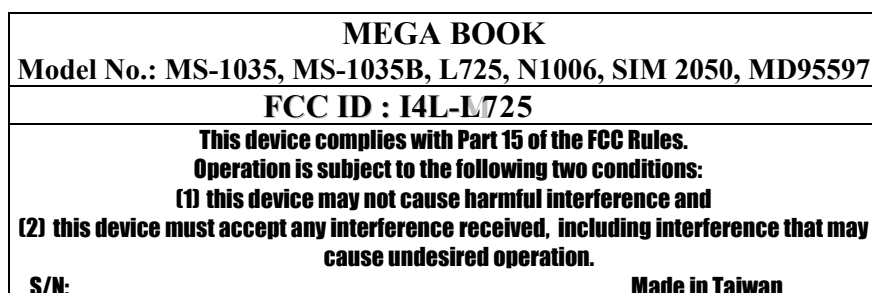 MEGA BOOK
Model No.: MS-1035, MS-1035B, L725, N1006, SIM 2050, MD95597
FCC ID : I4L-L725
This device complies with Part 15 of the FCC Rules.
Operation is subject to the following two conditions:
(1) this device may not cause harmful interference and
(2) this device must accept any interference received, including interference that may
cause undesired operation.
S/N: Made in Taiwan